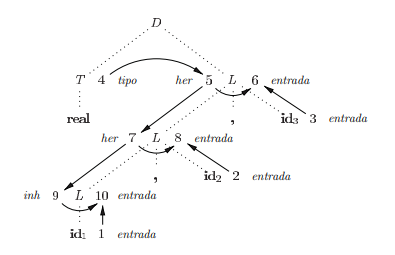 D
T 4 tipo her 5 L 6 entrada
real , id₃ 3 entrada
her 7 L 8 entrada
, id₂ 2 entrada
inh 9 L 10 entrada
id₁ 1 entrada